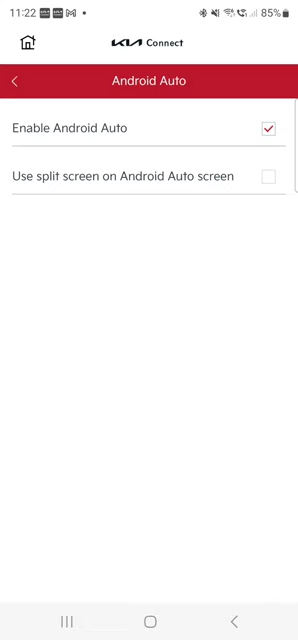 11:22 85%
KIA Connect
Android Auto
Enable Android Auto
Use split screen on Android Auto screen